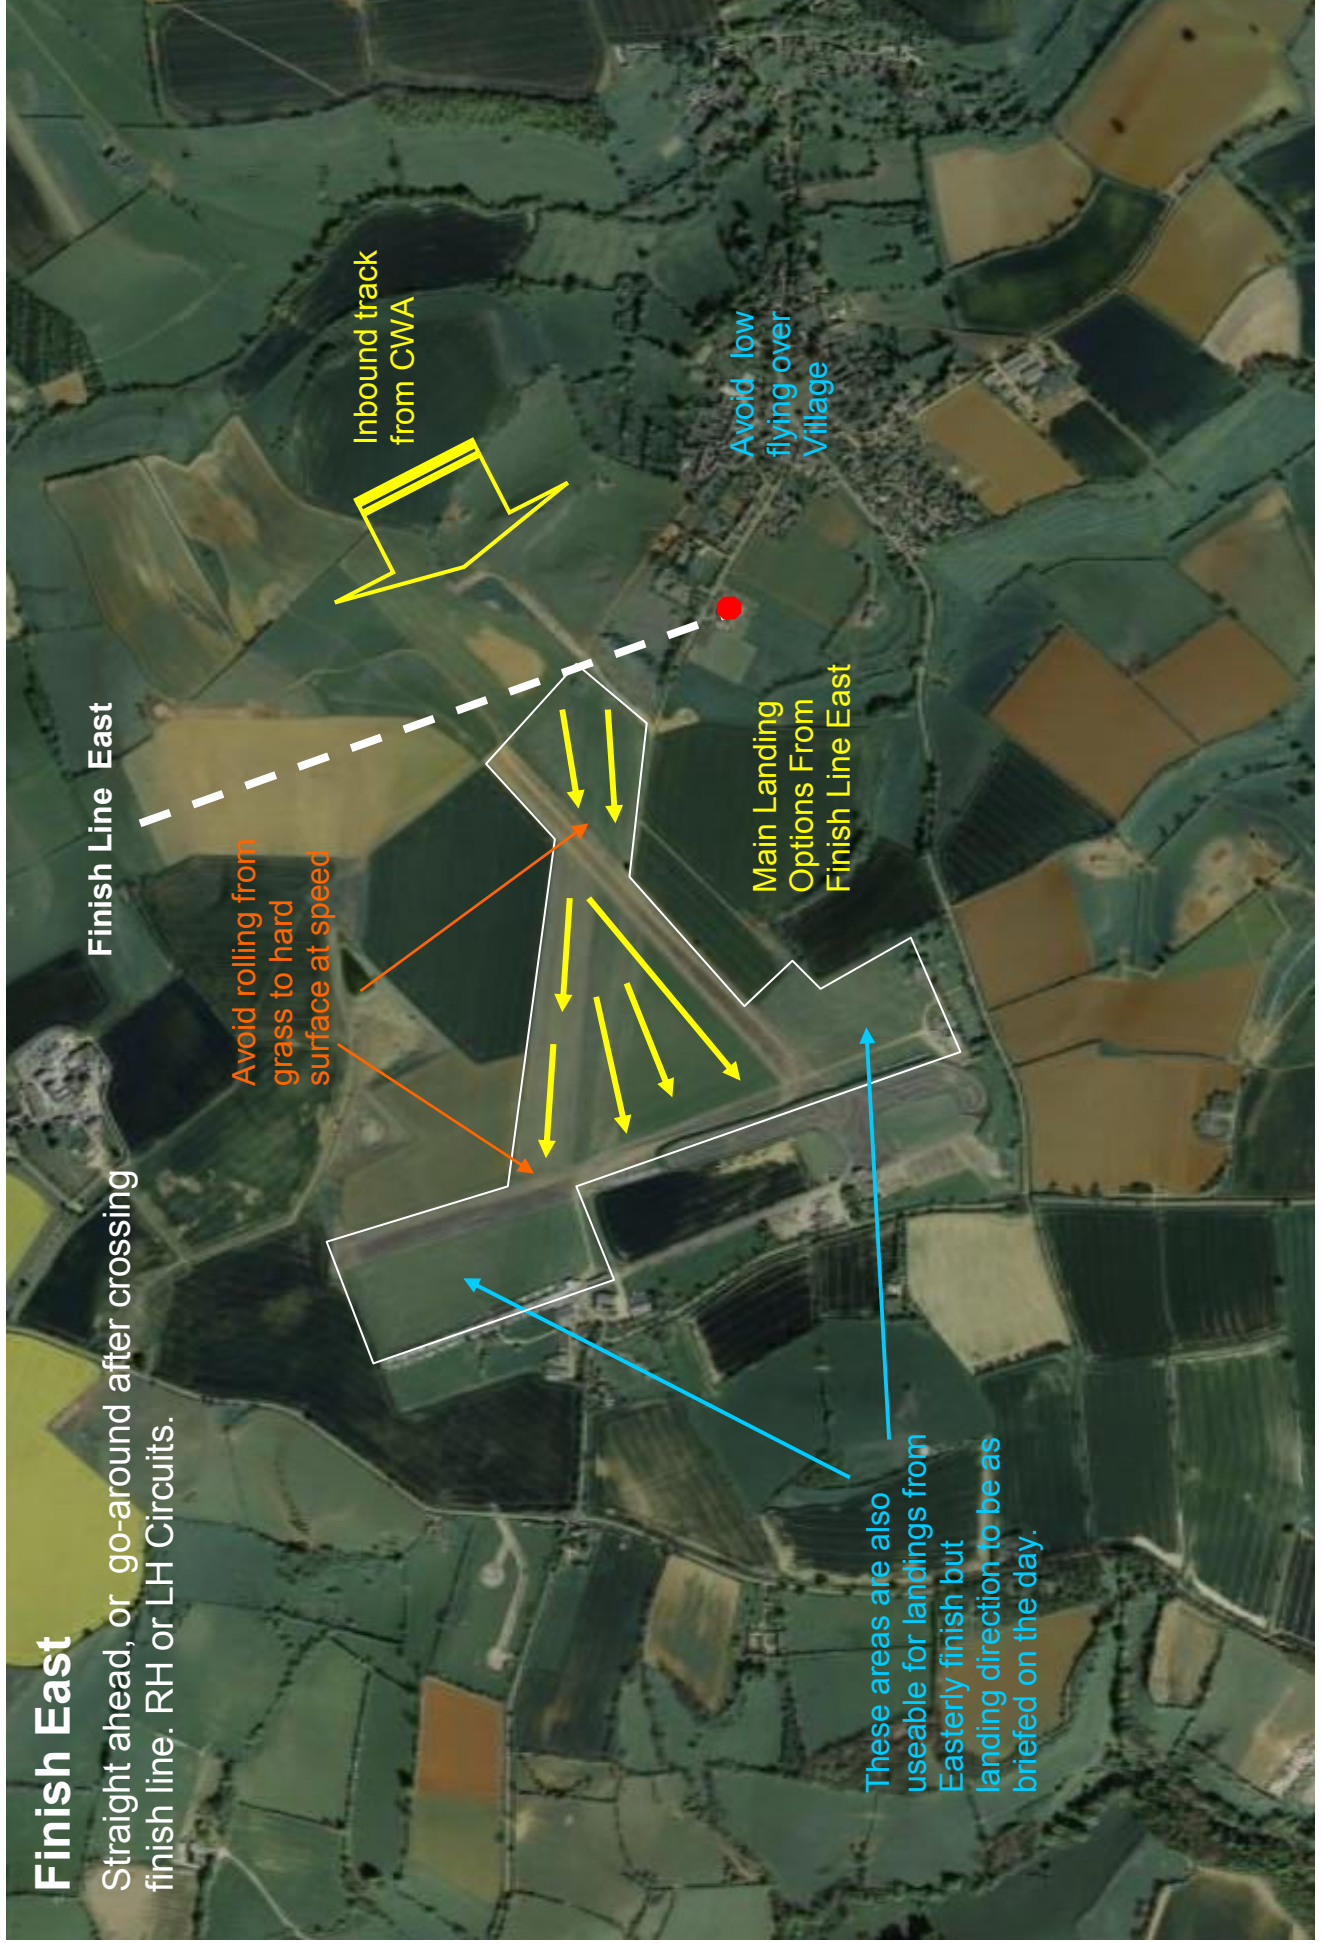 Finish East
Straight ahead, or  go-around after crossing
finish line. RH or LH Circuits.
Finish Line  East
Avoid rolling from
grass to hard
surface at speed
Inbound track
from CWA
Avoid  low
flying over
Village
Main Landing
Options From
Finish Line East
These areas are also
useable for landings from
Easterly finish but
landing direction to be as
briefed on the day.